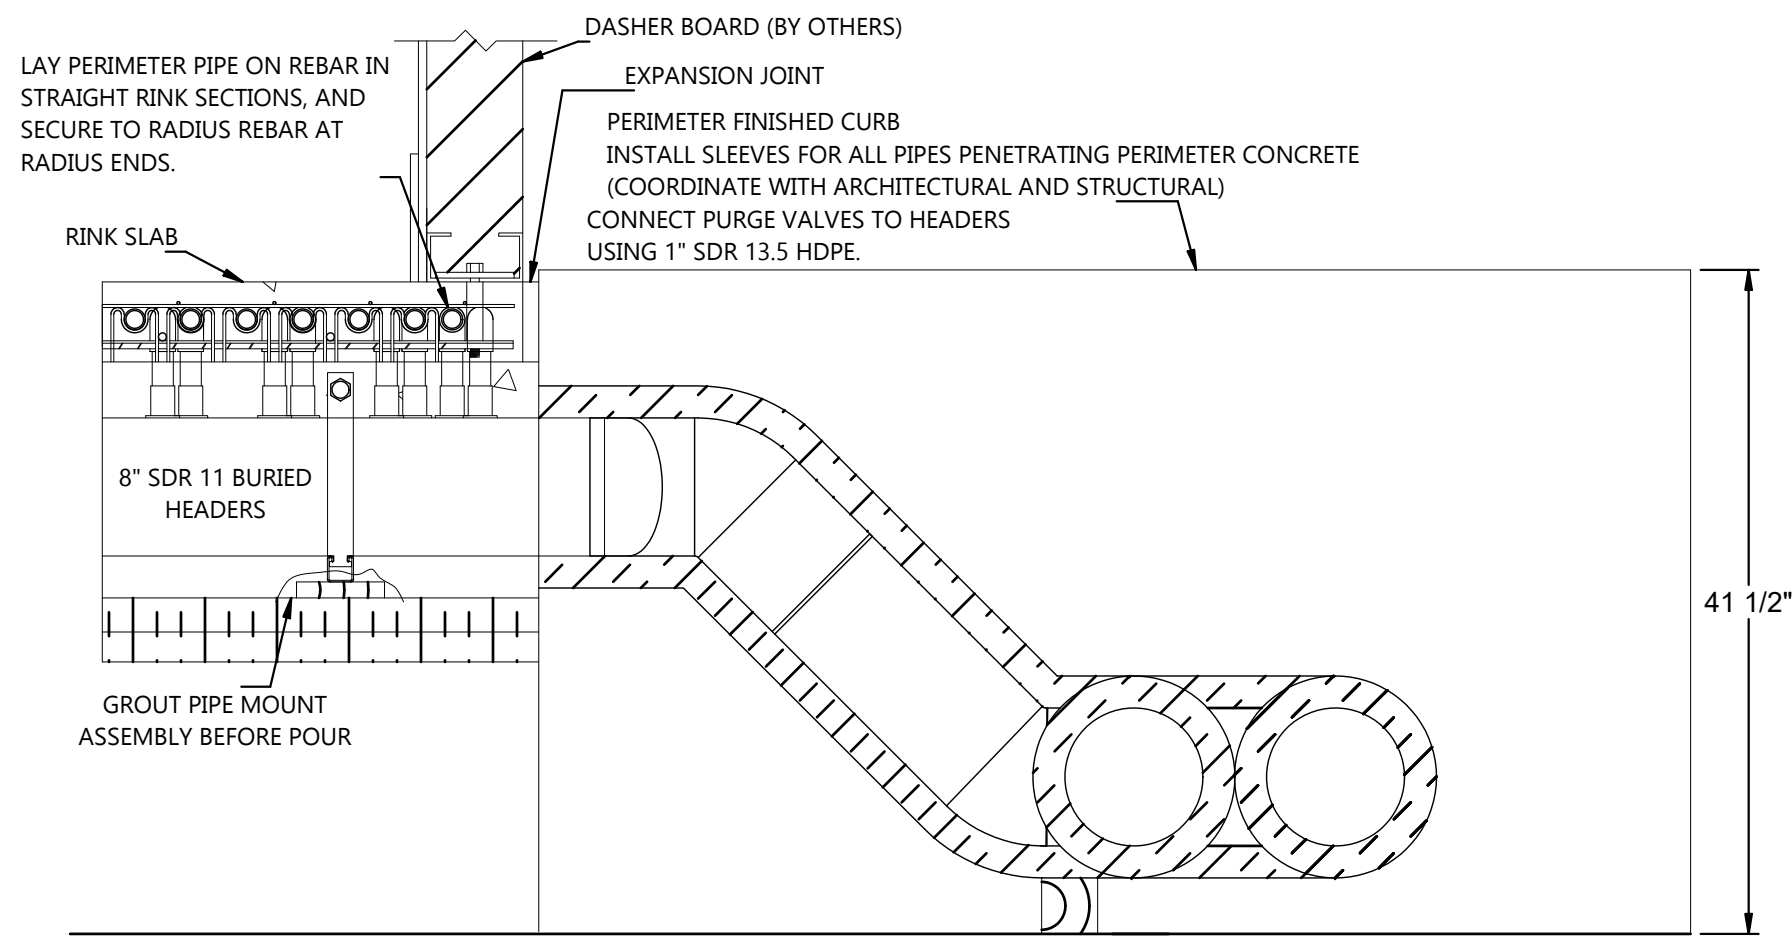 DASHER BOARD (BY OTHERS)
LAY PERIMETER PIPE ON REBAR IN
STRAIGHT RINK SECTIONS, AND
SECURE TO RADIUS REBAR AT
RADIUS ENDS.
EXPANSION JOINT
PERIMETER FINISHED CURB
INSTALL SLEEVES FOR ALL PIPES PENETRATING PERIMETER CONCRETE
(COORDINATE WITH ARCHITECTURAL AND STRUCTURAL)
CONNECT PURGE VALVES TO HEADERS
USING 1" SDR 13.5 HDPE.
RINK SLAB
8" SDR 11 BURIED
HEADERS
41 1/2"
GROUT PIPE MOUNT
ASSEMBLY BEFORE POUR